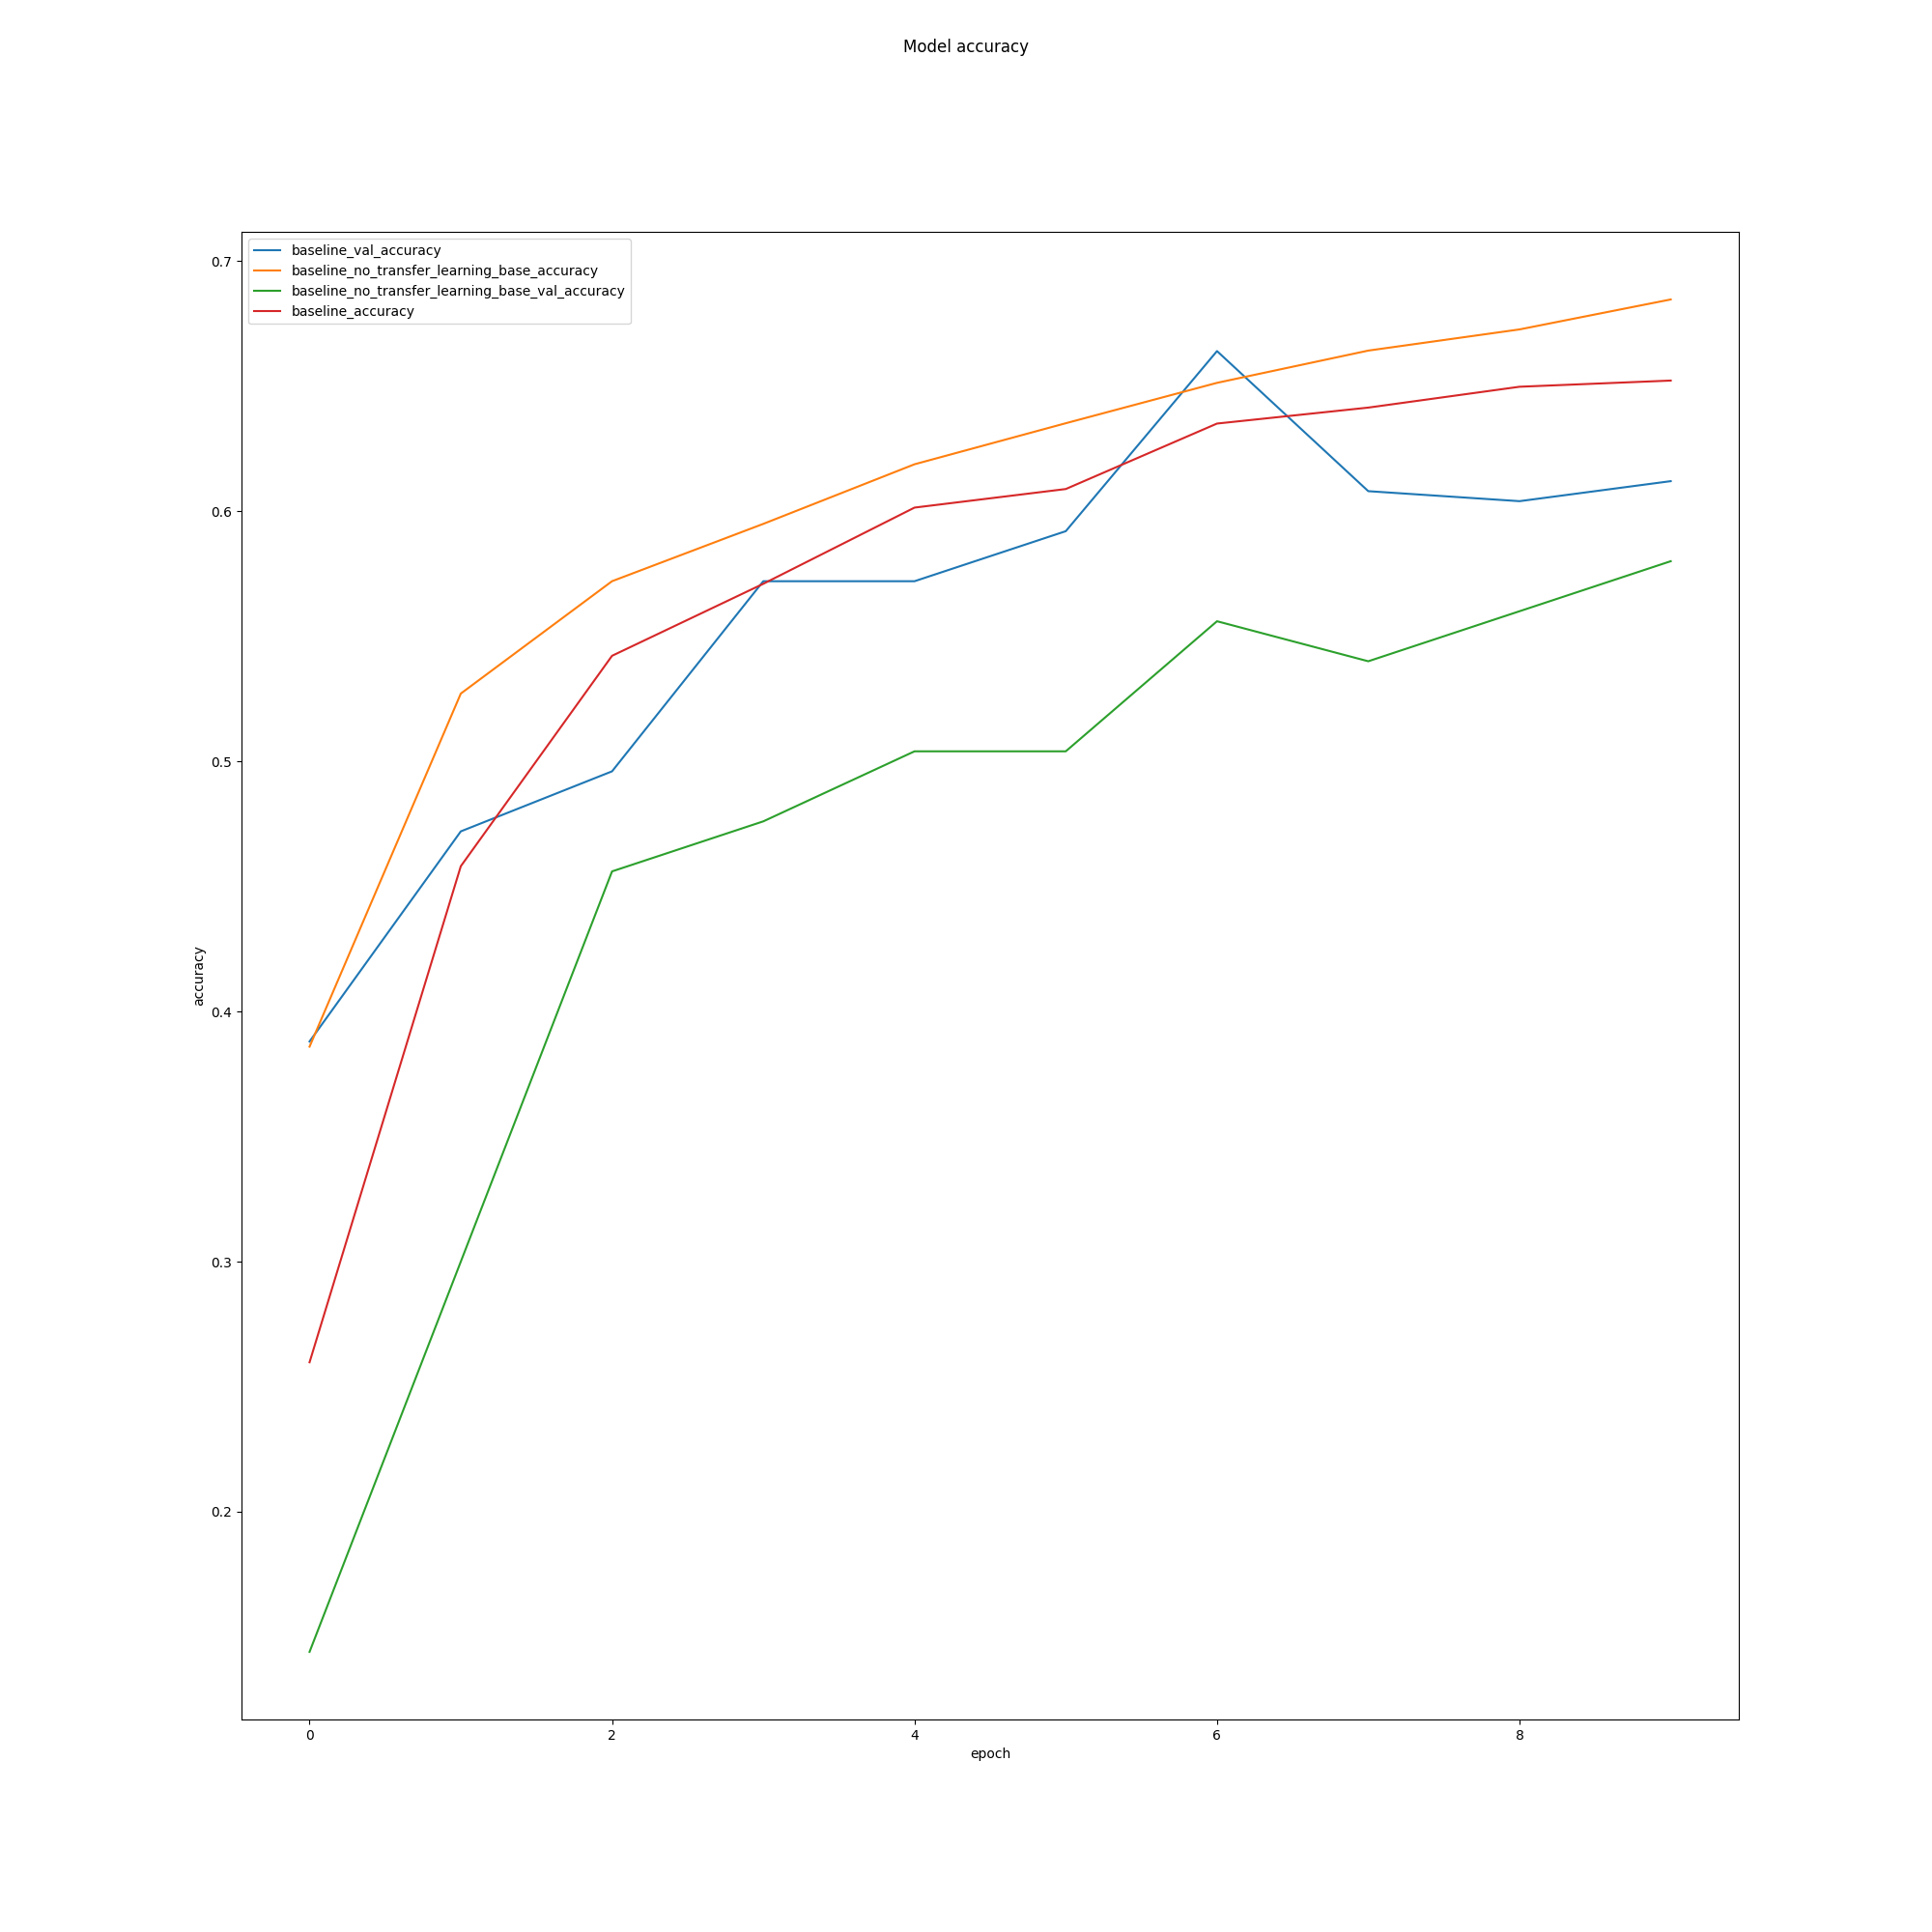 Model accuracy
baseline_val_accuracy
baseline_no_transfer_learning_base_accuracy
baseline_no_transfer_learning_base_val_accuracy
baseline_accuracy
0.7
0.6
0.5
0.4
0.3
0.2
accuracy
0 2 4 6 8
epoch